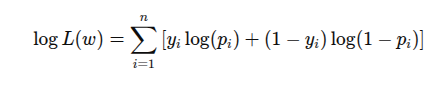 log L(w) = ∑_{i=1}^{n} [y_i log(p_i) + (1 − y_i) log(1 − p_i)]